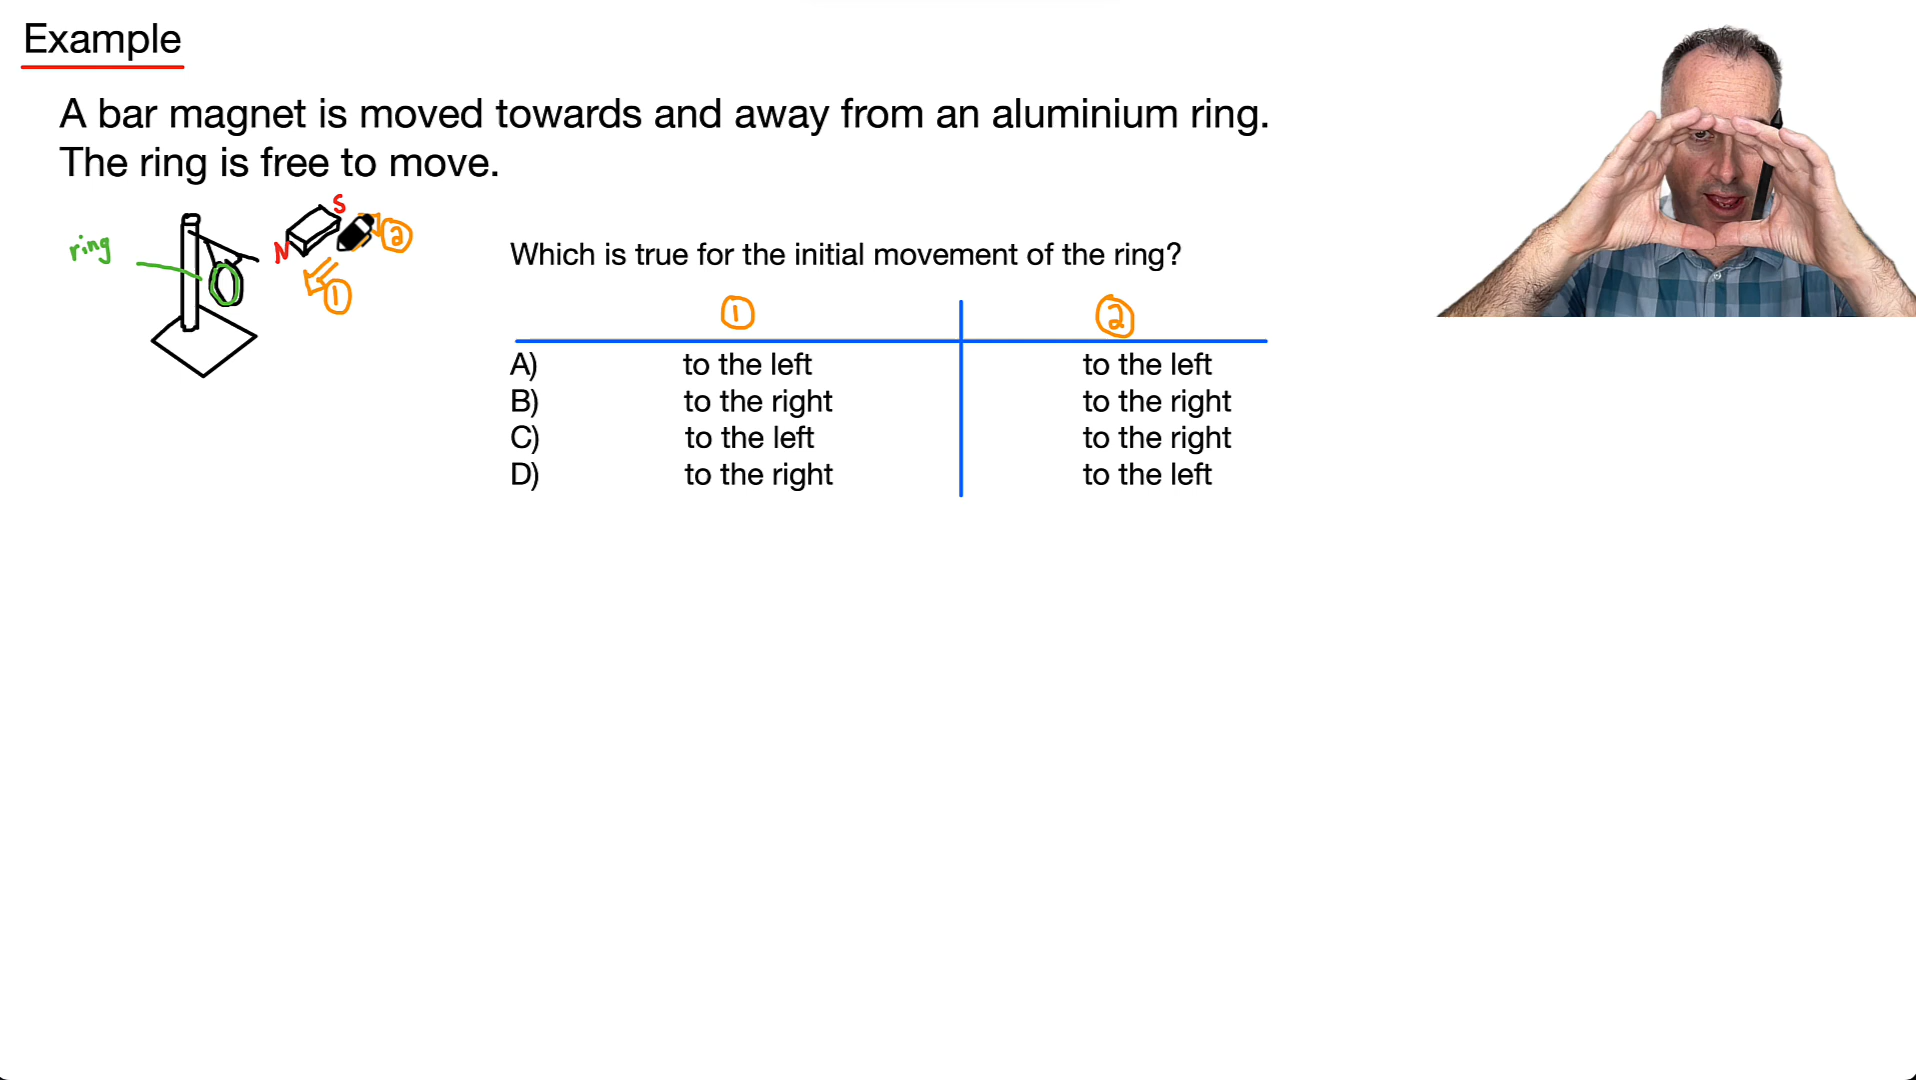 Example
A bar magnet is moved towards and away from an aluminium ring.
The ring is free to move.
ring
S
N
2
1
Which is true for the initial movement of the ring?
1 2
A) to the left to the left
B) to the right to the right
C) to the left to the right
D) to the right to the left